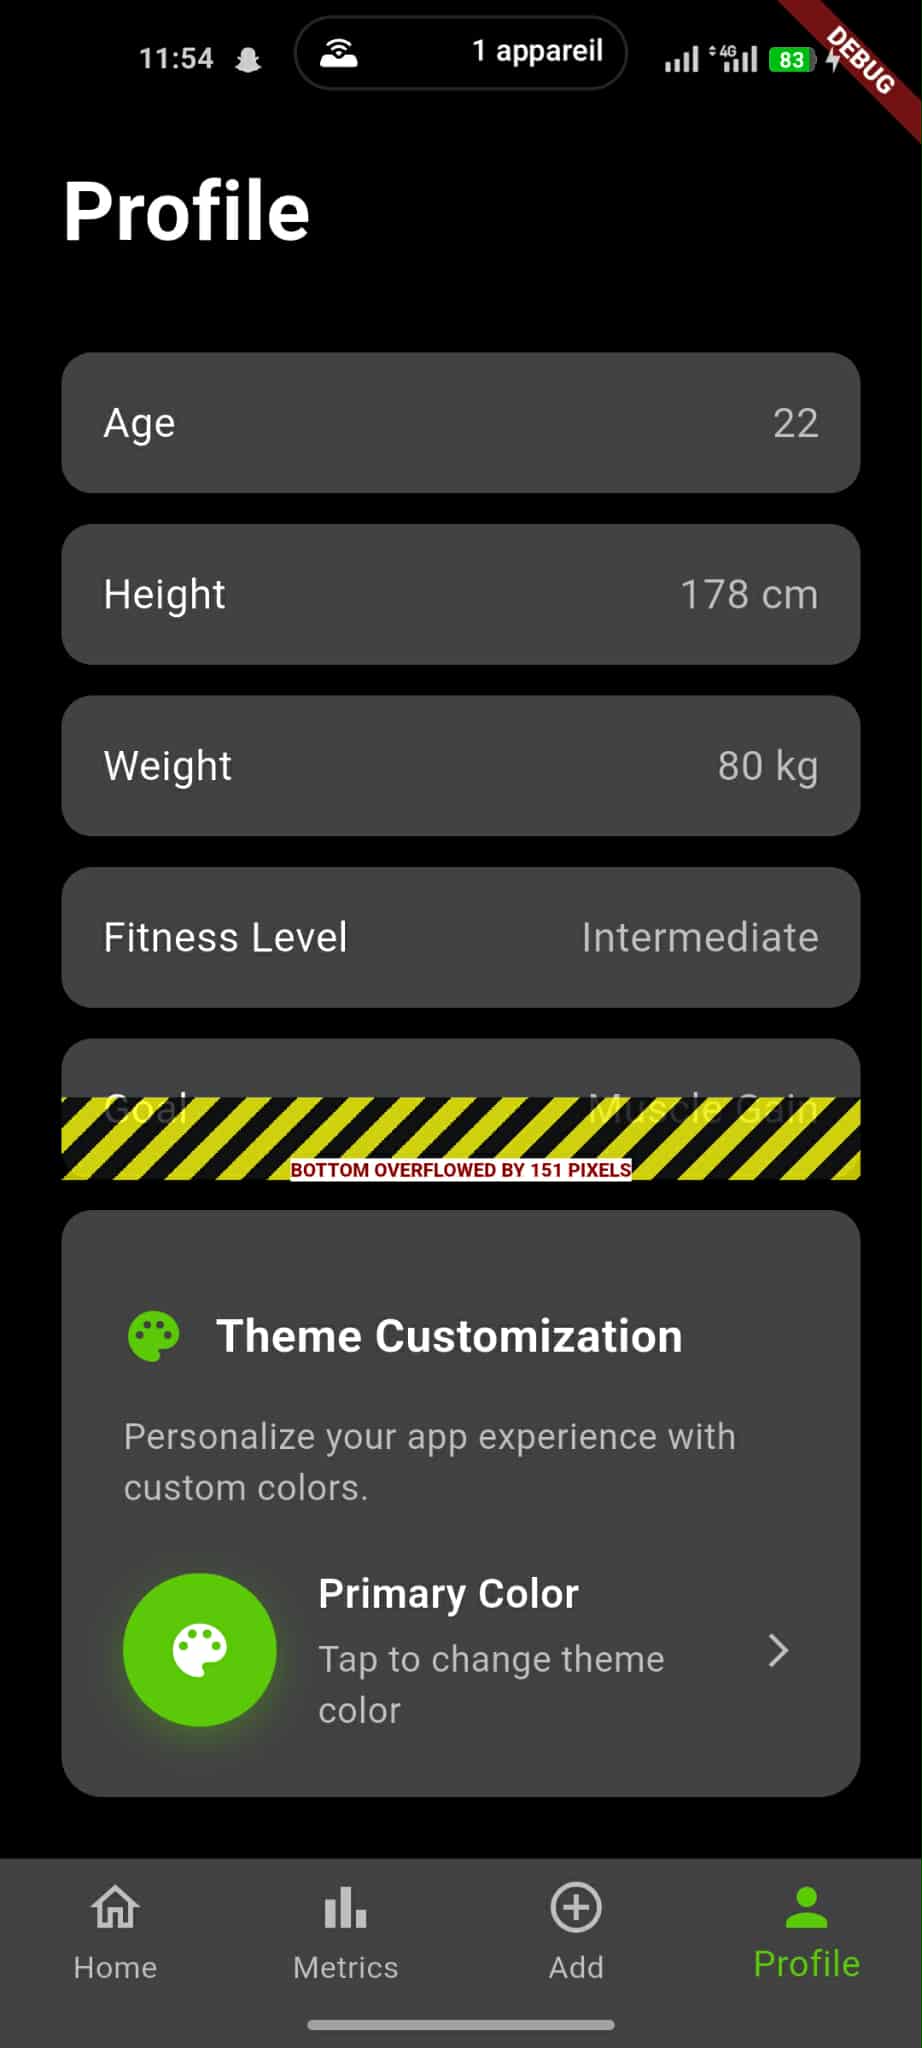 11:54
1 appareil
4G
83
DEBUG
Profile
Age 22
Height 178 cm
Weight 80 kg
Fitness Level Intermediate
Goal Muscle Gain
BOTTOM OVERFLOWED BY 151 PIXELS
Theme Customization
Personalize your app experience with
custom colors.
Primary Color
Tap to change theme
color
Home Metrics Add Profile